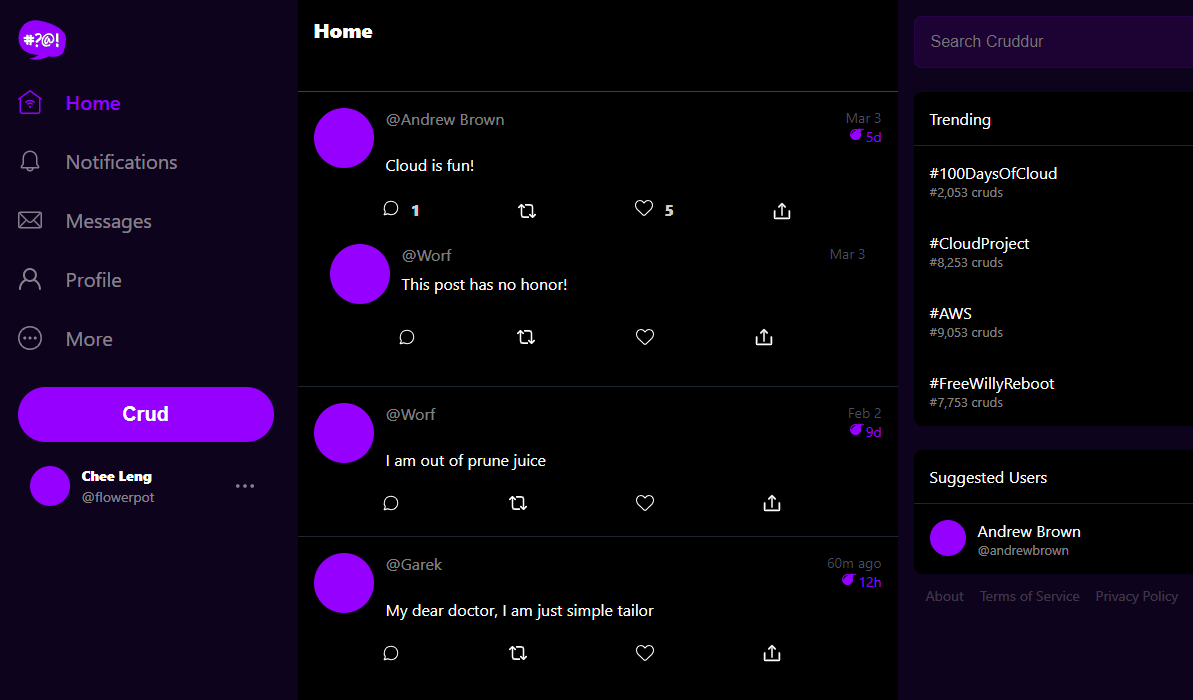 #?@!
Home
Notifications
Messages
Profile
More
Crud
Chee Leng
@flowerpot
Home
@Andrew Brown
Mar 3
5d
Cloud is fun!
1
5
@Worf
Mar 3
This post has no honor!
@Worf
Feb 2
9d
I am out of prune juice
@Garek
60m ago
12h
My dear doctor, I am just simple tailor
Search Cruddur
Trending
#100DaysOfCloud
#2,053 cruds
#CloudProject
#8,253 cruds
#AWS
#9,053 cruds
#FreeWillyReboot
#7,753 cruds
Suggested Users
Andrew Brown
@andrewbrown
About Terms of Service Privacy Policy